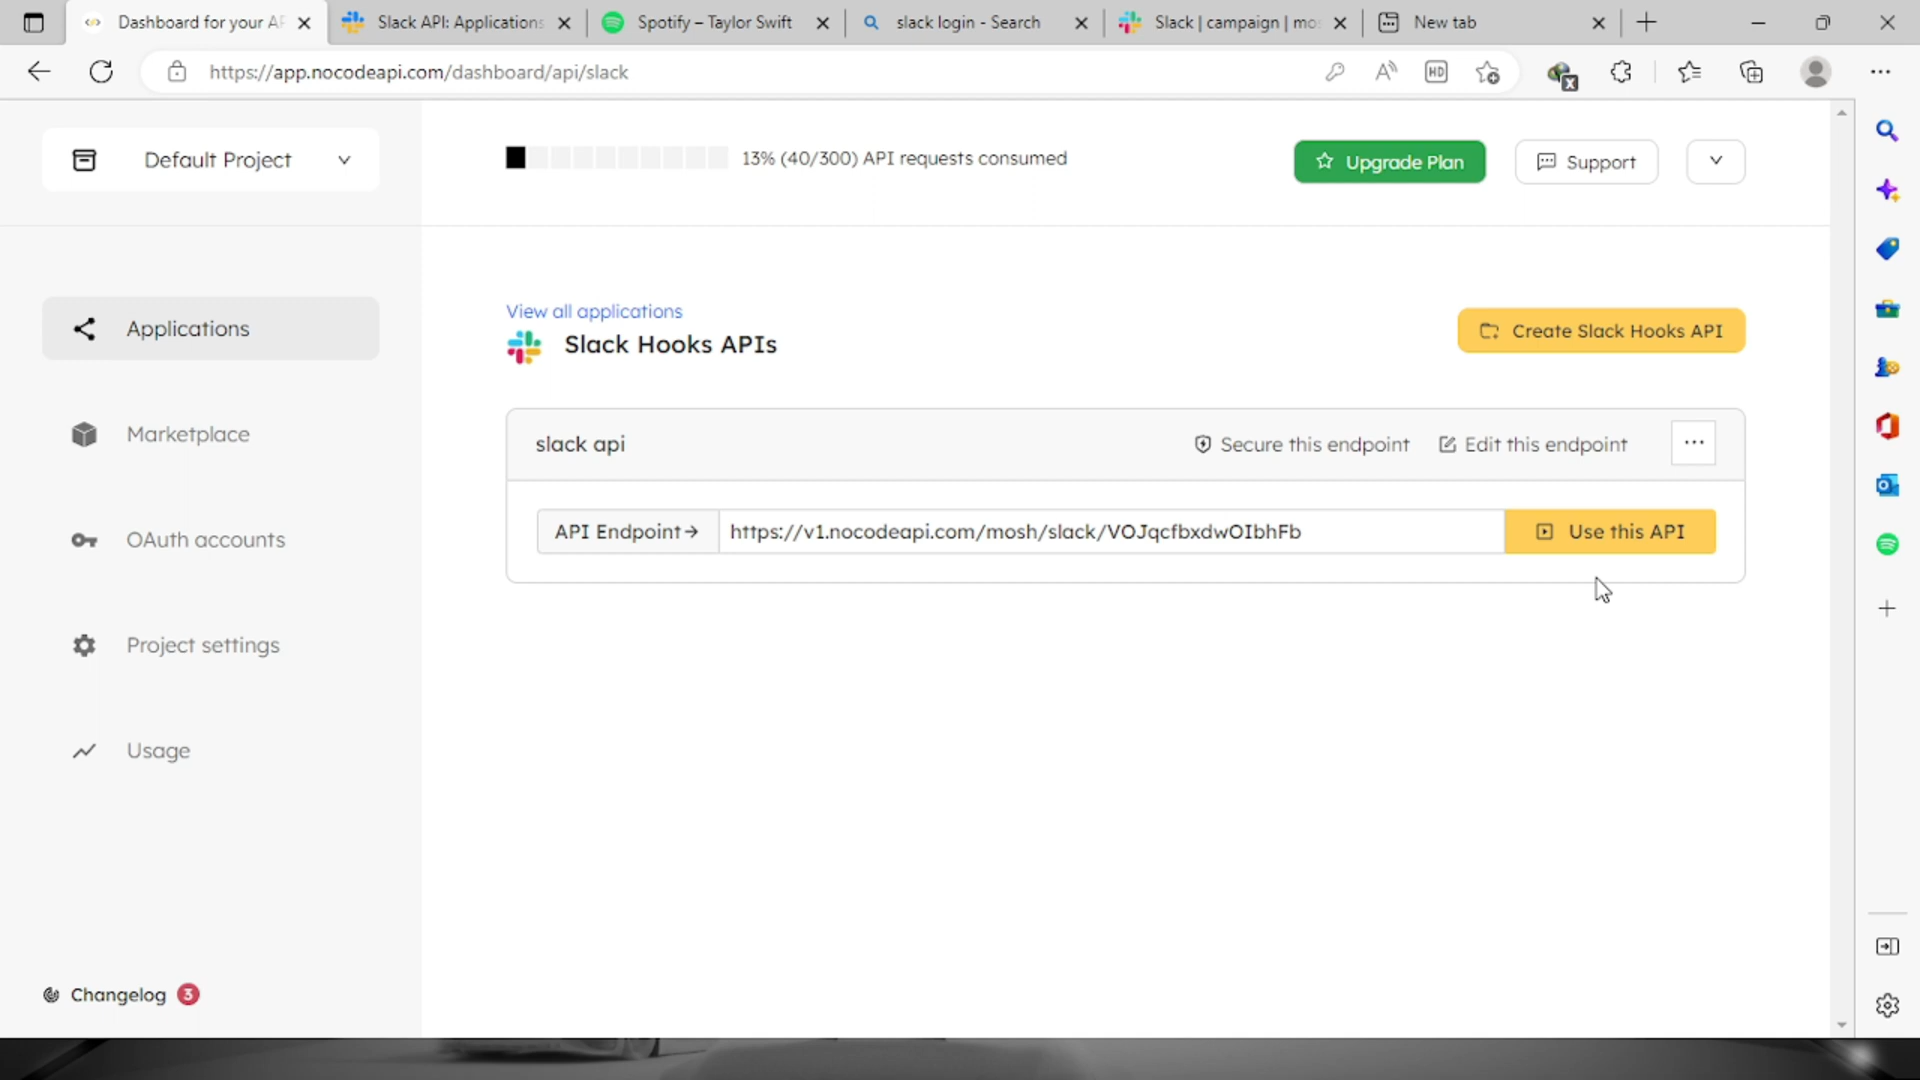 Dashboard for your AP
Slack API: Applications
Spotify – Taylor Swift
slack login - Search
Slack | campaign | mos
New tab
https://app.nocodeapi.com/dashboard/api/slack
HD
x
Default Project
13% (40/300) API requests consumed
Upgrade Plan
Support
View all applications
Slack Hooks APIs
Create Slack Hooks API
Applications
Marketplace
OAuth accounts
Project settings
Usage
slack api
Secure this endpoint
Edit this endpoint
API Endpoint→
https://v1.nocodeapi.com/mosh/slack/VOJqcfbxdwOIbhFb
Use this API
Changelog 3